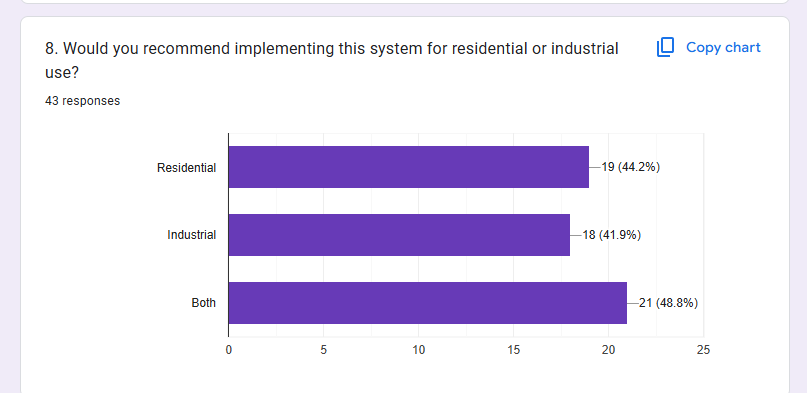 8. Would you recommend implementing this system for residential or industrial
use?
Copy chart
43 responses
Residential
19 (44.2%)
Industrial
18 (41.9%)
Both
21 (48.8%)
0 5 10 15 20 25